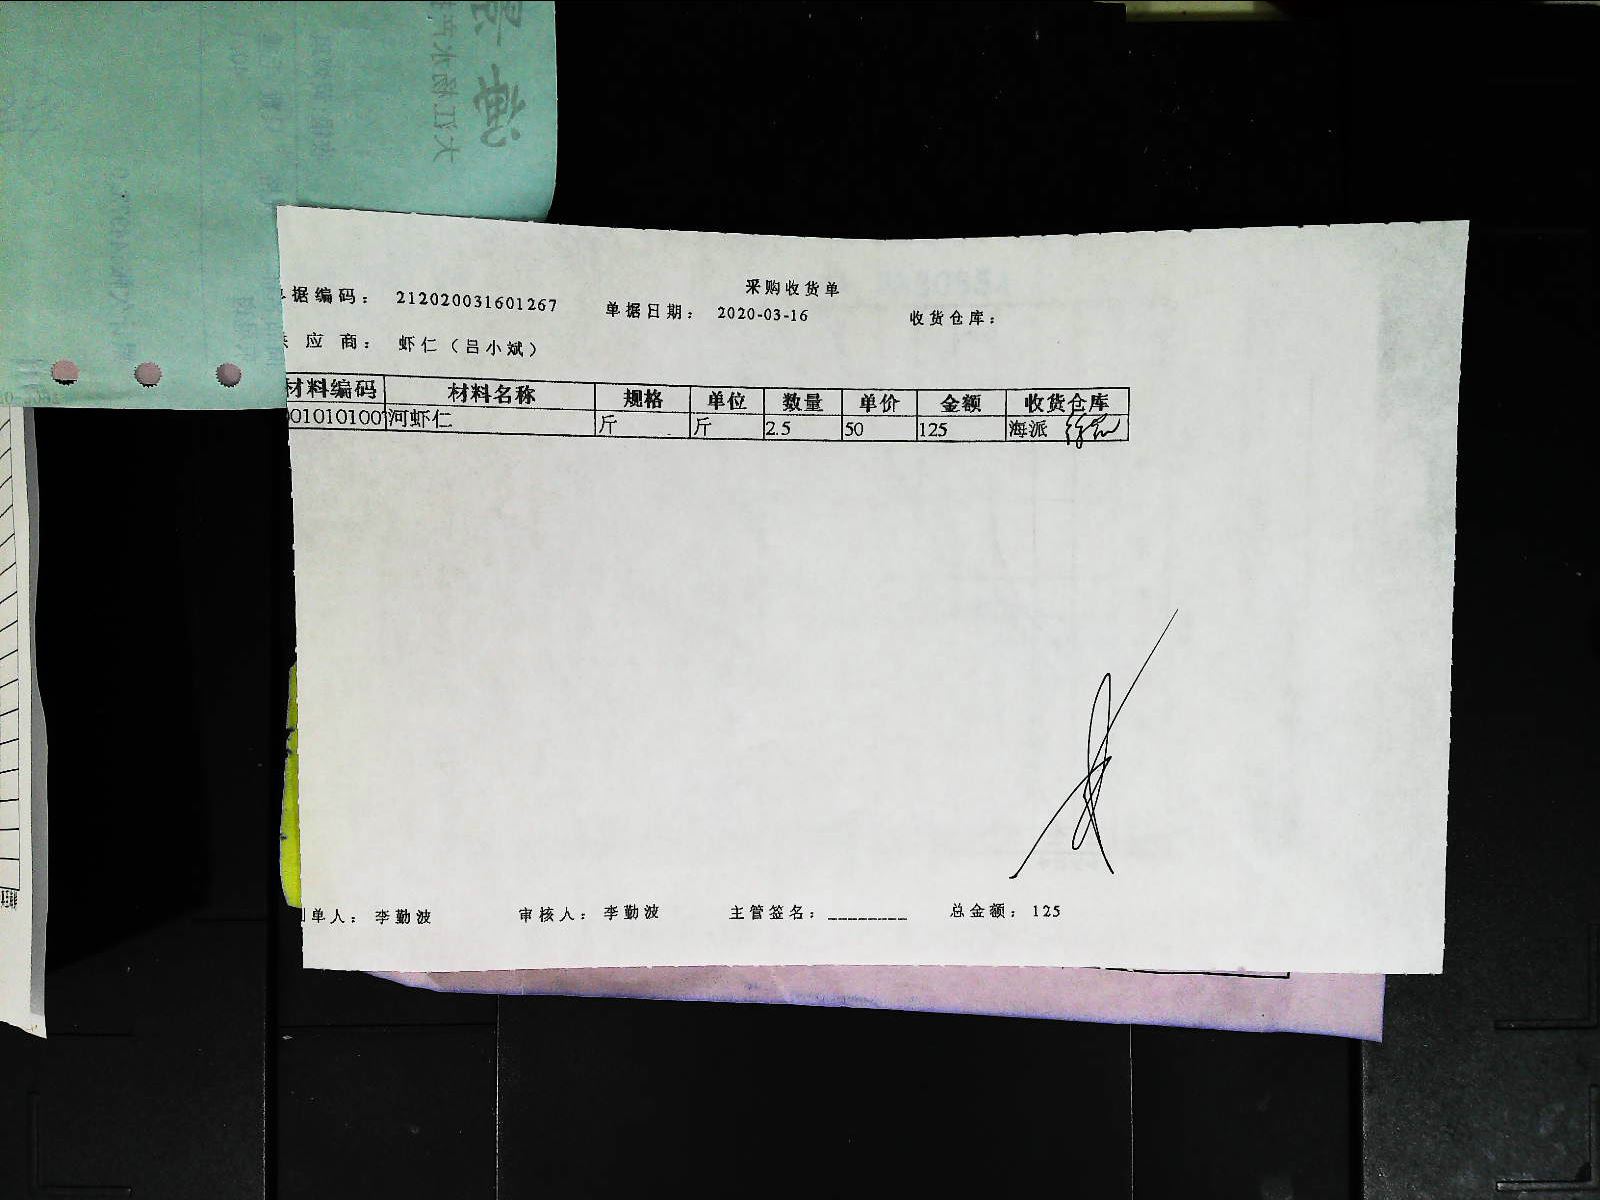 采购收货单
据编码： 212020031601267 单据日期： 2020-03-16 收货仓库：
应 商： 虾仁（吕小斌）
材料编码 材料名称 规格 单位 数量 单价 金额 收货仓库
001010100 河虾仁 斤 斤 2.5 50 125 海派
单人： 李勤波 审核人： 李勤波 主管签名：________ 总金额： 125